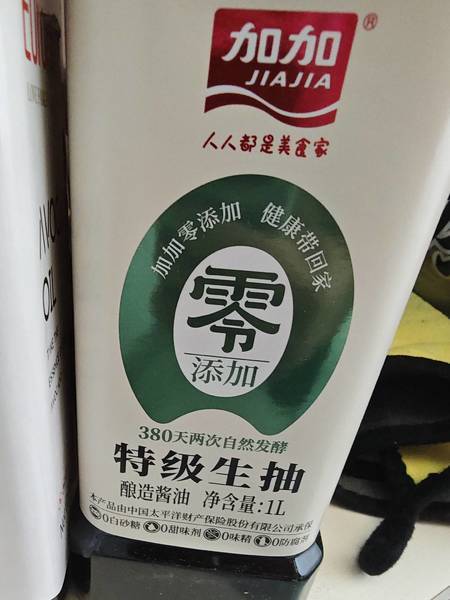 加加
JIAJIA
®
人人都是美食家
加加零添加 健康带回家
零
添加
380天两次自然发酵
特级生抽
酿造酱油 净含量:1L
本产品由中国太平洋财产保险股份有限公司承保
0白砂糖 0甜味剂 0味精 0防腐剂
OIL